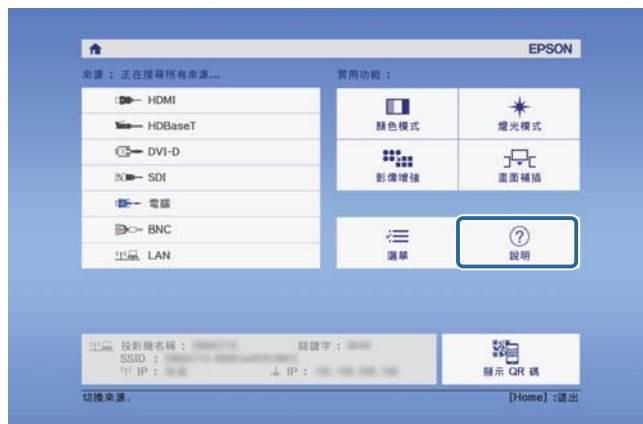 EPSON
來源：正在搜尋所有來源...
實用功能：
HDMI
HDBaseT
DVI-D
SDI
電腦
BNC
LAN
顏色模式
燈光模式
影像增強
畫面補插
選單
說明
投影機名稱：
關鍵字：
SSID：
IP：
IP：
顯示 QR 碼
切換來源。
[Home] :退出